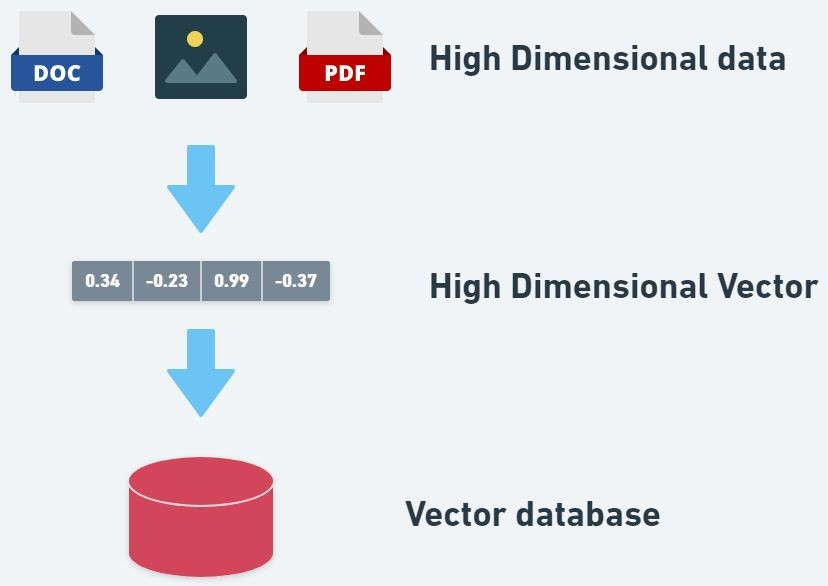 DOC
PDF
High Dimensional data
0.34 -0.23 0.99 -0.37
High Dimensional Vector
Vector database